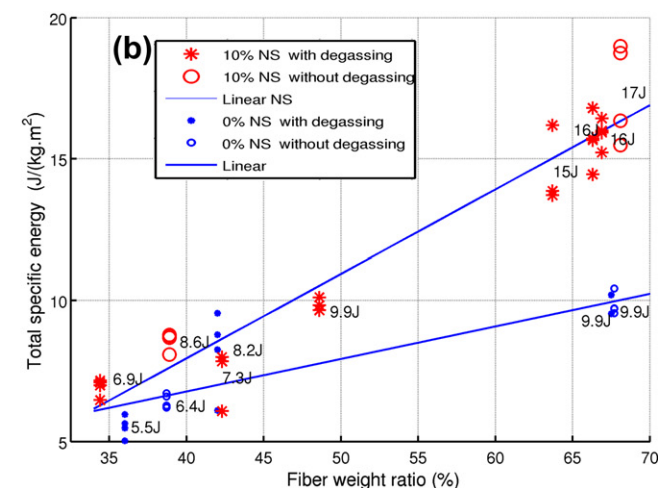 (b)
10% NS with degassing
10% NS without degassing
Linear NS
0% NS with degassing
0% NS without degassing
Linear
Total specific energy (J/(kg.m²)
20
15
10
5
17J
16J
16J
15J
9.9J
9.9J
9.9J
8.6J
8.2J
7.3J
6.9J
6.4J
5.5J
35
40
45
50
55
60
65
70
Fiber weight ratio (%)